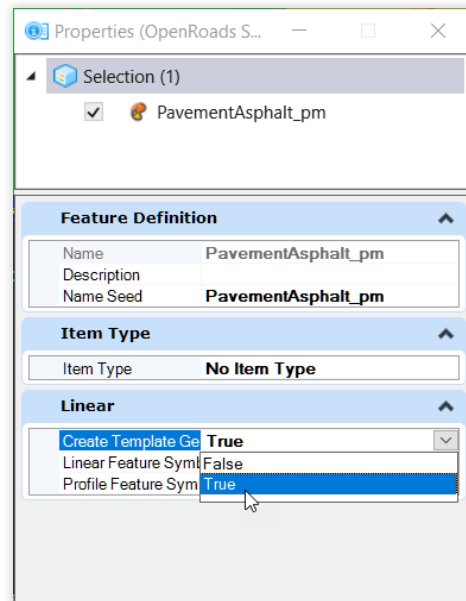 Properties (OpenRoads S...
Selection (1)
PavementAsphalt_pm
Feature Definition
Name PavementAsphalt_pm
Description
Name Seed PavementAsphalt_pm
Item Type
Item Type No Item Type
Linear
Create Template Ge True
Linear Feature Sym False
Profile Feature Sym True